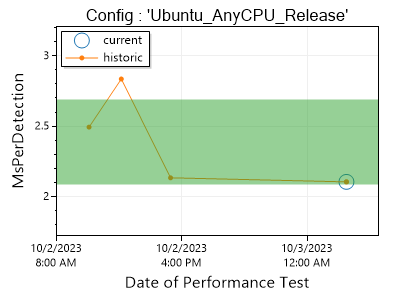 Config : 'Ubuntu_AnyCPU_Release'
current
historic
MsPerDetection
3
2.5
2
10/2/2023
8:00 AM
10/2/2023
4:00 PM
10/3/2023
12:00 AM
Date of Performance Test